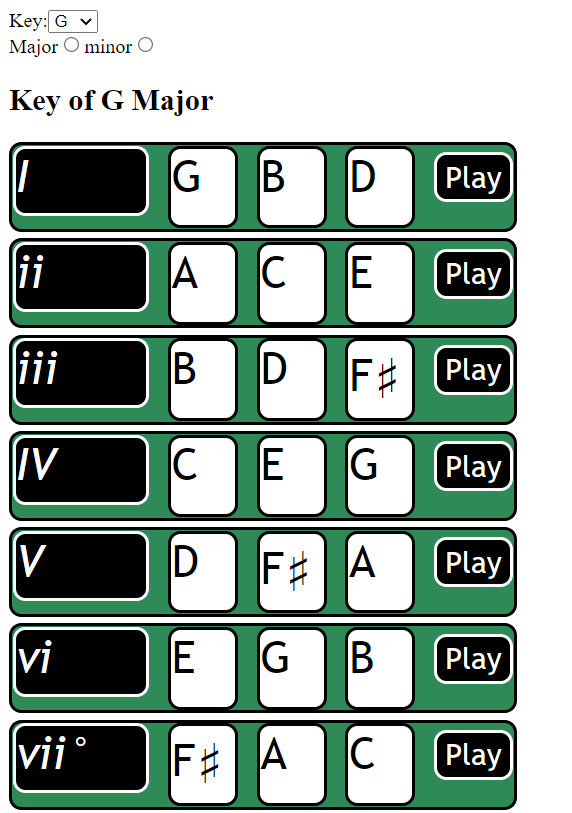 Key: G
Major minor
Key of G Major
I G B D Play
ii A C E Play
iii B D F♯ Play
IV C E G Play
V D F♯ A Play
vi E G B Play
vii° F♯ A C Play